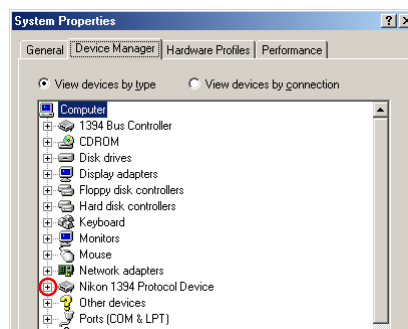 System Properties
General Device Manager Hardware Profiles Performance
View devices by type View devices by connection
Computer
1394 Bus Controller
CDROM
Disk drives
Display adapters
Floppy disk controllers
Hard disk controllers
Keyboard
Monitors
Mouse
Network adapters
Nikon 1394 Protocol Device
Other devices
Ports (COM & LPT)